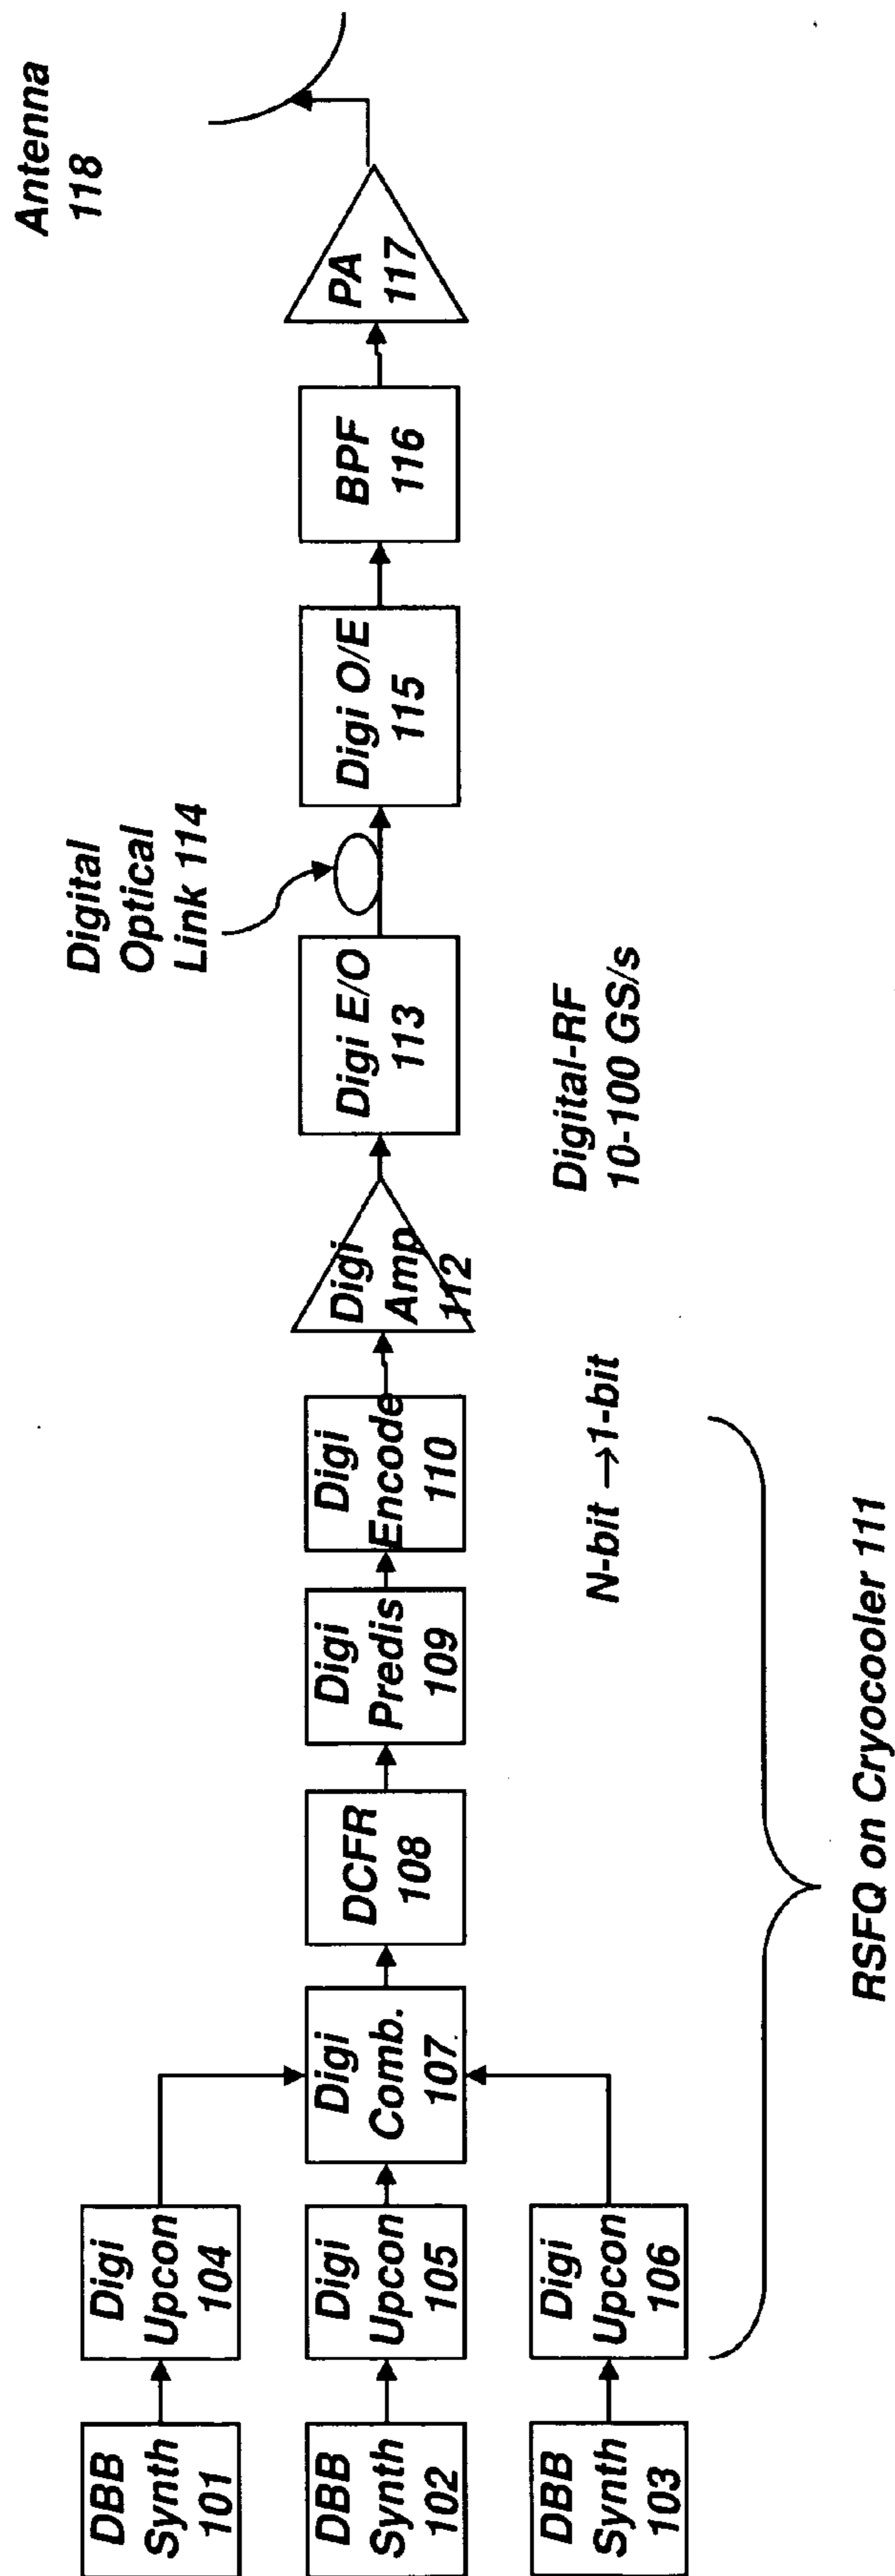 DBB
Synth
101
DBB
Synth
102
DBB
Synth
103
Digi
Upcon
104
Digi
Upcon
105
Digi
Upcon
106
Digi
Comb.
107
DCFR
108
Digi
Predis
109
Digi
Encode
110
N-bit →1-bit
RSFQ on Cryocooler 111
Digi
Amp
112
Digi E/O
113
Digital-RF
10-100 GS/s
Digital
Optical
Link 114
Digi O/E
115
BPF
116
PA
117
Antenna
118